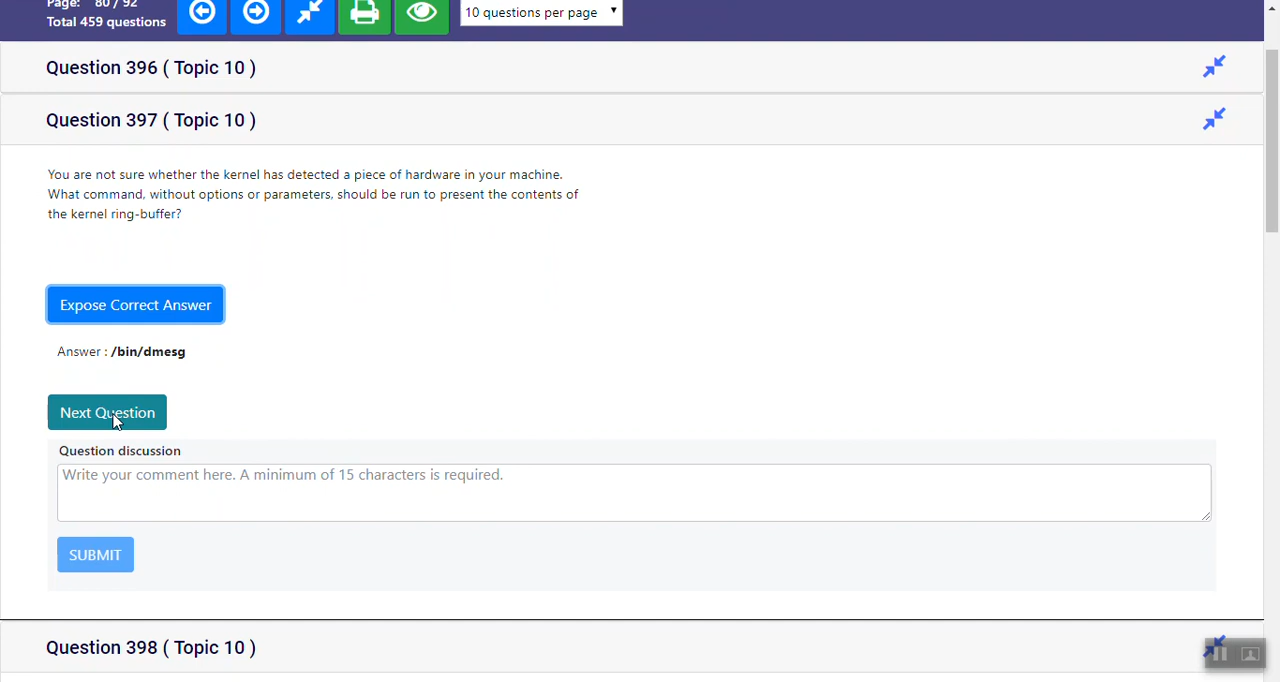 Page: 80 / 92
Total 459 questions
10 questions per page
Question 396 ( Topic 10 )
Question 397 ( Topic 10 )
You are not sure whether the kernel has detected a piece of hardware in your machine.
What command, without options or parameters, should be run to present the contents of
the kernel ring-buffer?
Expose Correct Answer
Answer : /bin/dmesg
Next Question
Question discussion
Write your comment here. A minimum of 15 characters is required.
SUBMIT
Question 398 ( Topic 10 )